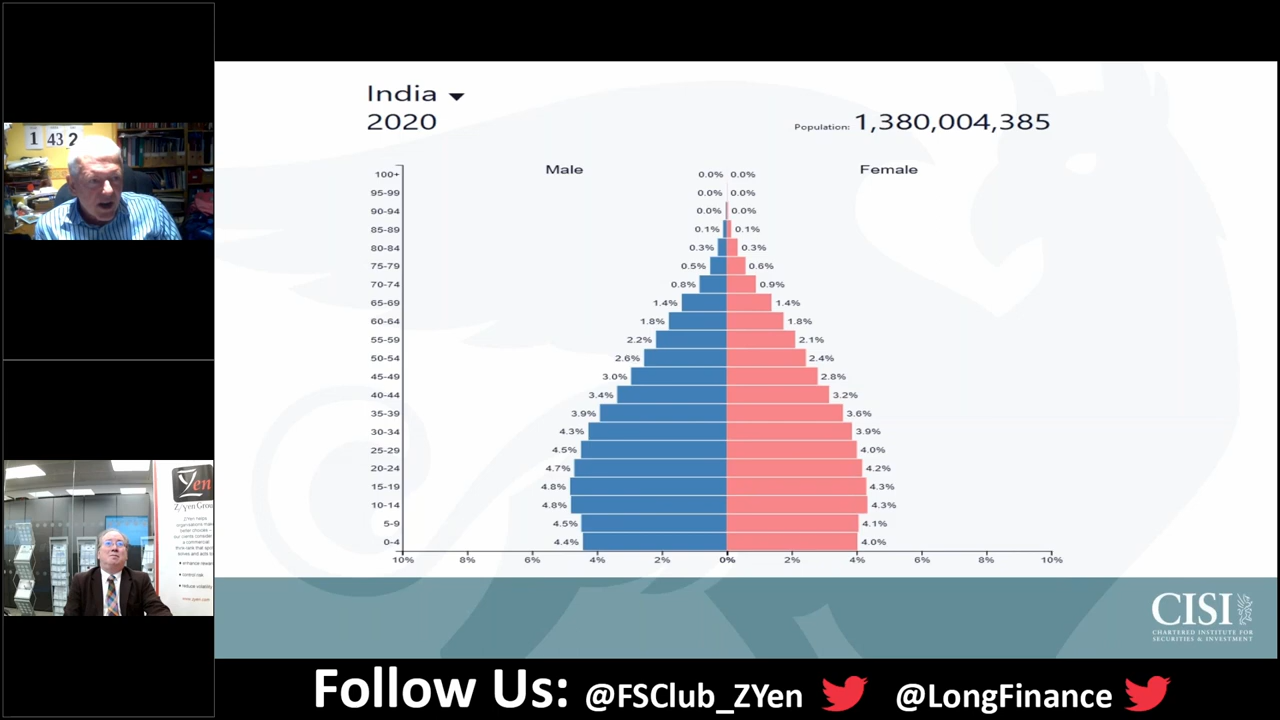 India
2020
Population: 1,380,004,385
Male
Female
100+ 0.0% 0.0%
95-99 0.0% 0.0%
90-94 0.0% 0.0%
85-89 0.1% 0.1%
80-84 0.3% 0.3%
75-79 0.5% 0.6%
70-74 0.8% 0.9%
65-69 1.4% 1.4%
60-64 1.8% 1.8%
55-59 2.2% 2.1%
50-54 2.6% 2.4%
45-49 3.0% 2.8%
40-44 3.4% 3.2%
35-39 3.9% 3.6%
30-34 4.3% 3.9%
25-29 4.5% 4.0%
20-24 4.7% 4.2%
15-19 4.8% 4.3%
10-14 4.8% 4.3%
5-9 4.5% 4.1%
0-4 4.4% 4.0%
10% 8% 6% 4% 2% 0% 2% 4% 6% 8% 10%
1 43 2
Zyen
Z/Yen
CISI
CHARTERED INSTITUTE FOR
SECURITIES & INVESTMENT
Follow Us: @FSClub_ZYen @LongFinance